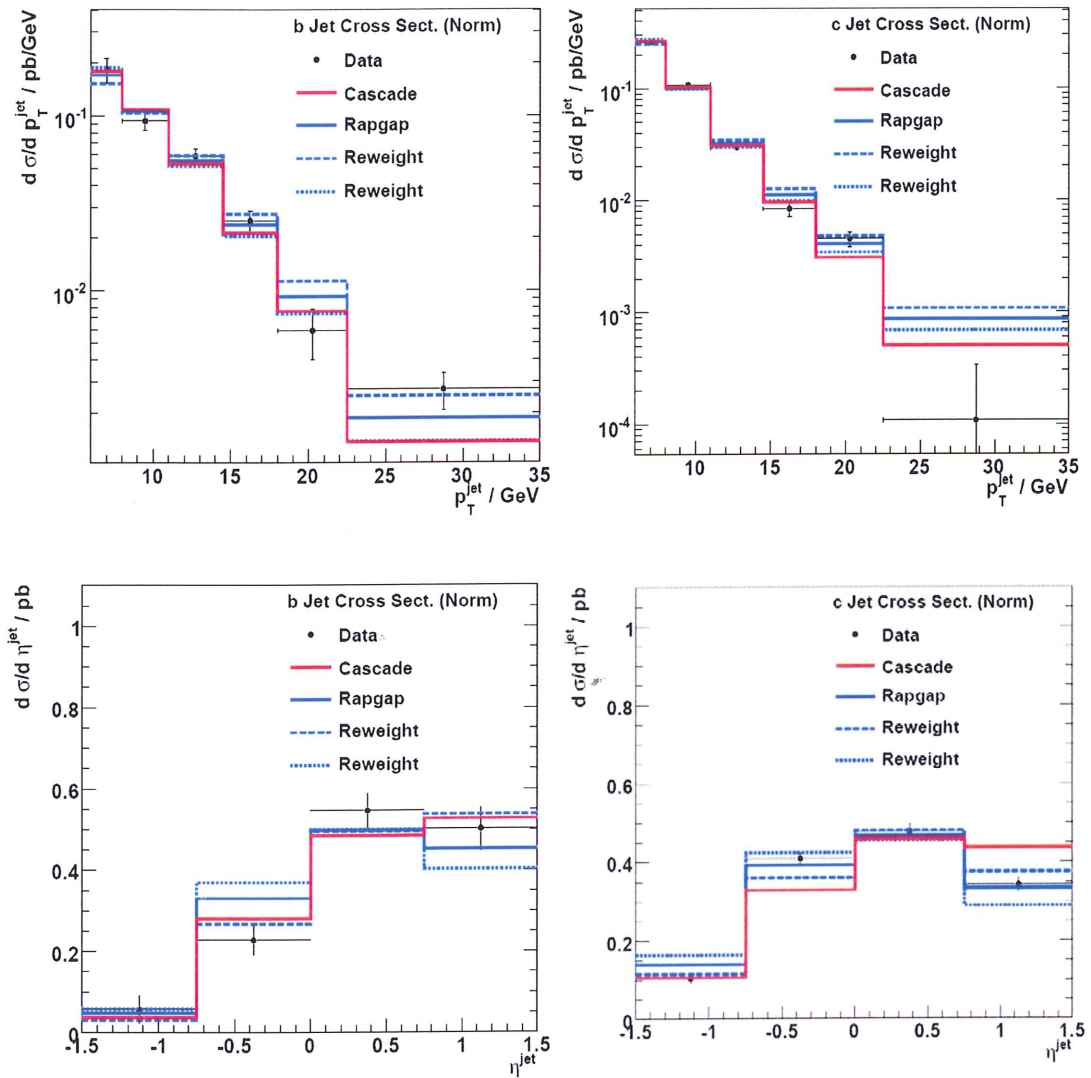 b Jet Cross Sect. (Norm)
Data
Cascade
Rapgap
Reweight
Reweight
d σ/d p_T^jet / pb/GeV
10^-1
10^-2
10 15 20 25 30 35
p_T^jet / GeV
c Jet Cross Sect. (Norm)
Data
Cascade
Rapgap
Reweight
Reweight
d σ/d p_T^jet / pb/GeV
10^-1
10^-2
10^-3
10^-4
10 15 20 25 30 35
p_T^jet / GeV
b Jet Cross Sect. (Norm)
Data
Cascade
Rapgap
Reweight
Reweight
d σ/d η^jet / pb
1
0.8
0.6
0.4
0.2
0
-1.5 -1 -0.5 0 0.5 1 1.5
η^jet
c Jet Cross Sect. (Norm)
Data
Cascade
Rapgap
Reweight
Reweight
d σ/d η^jet / pb
1
0.8
0.6
0.4
0.2
0
-1.5 -1 -0.5 0 0.5 1 1.5
η^jet